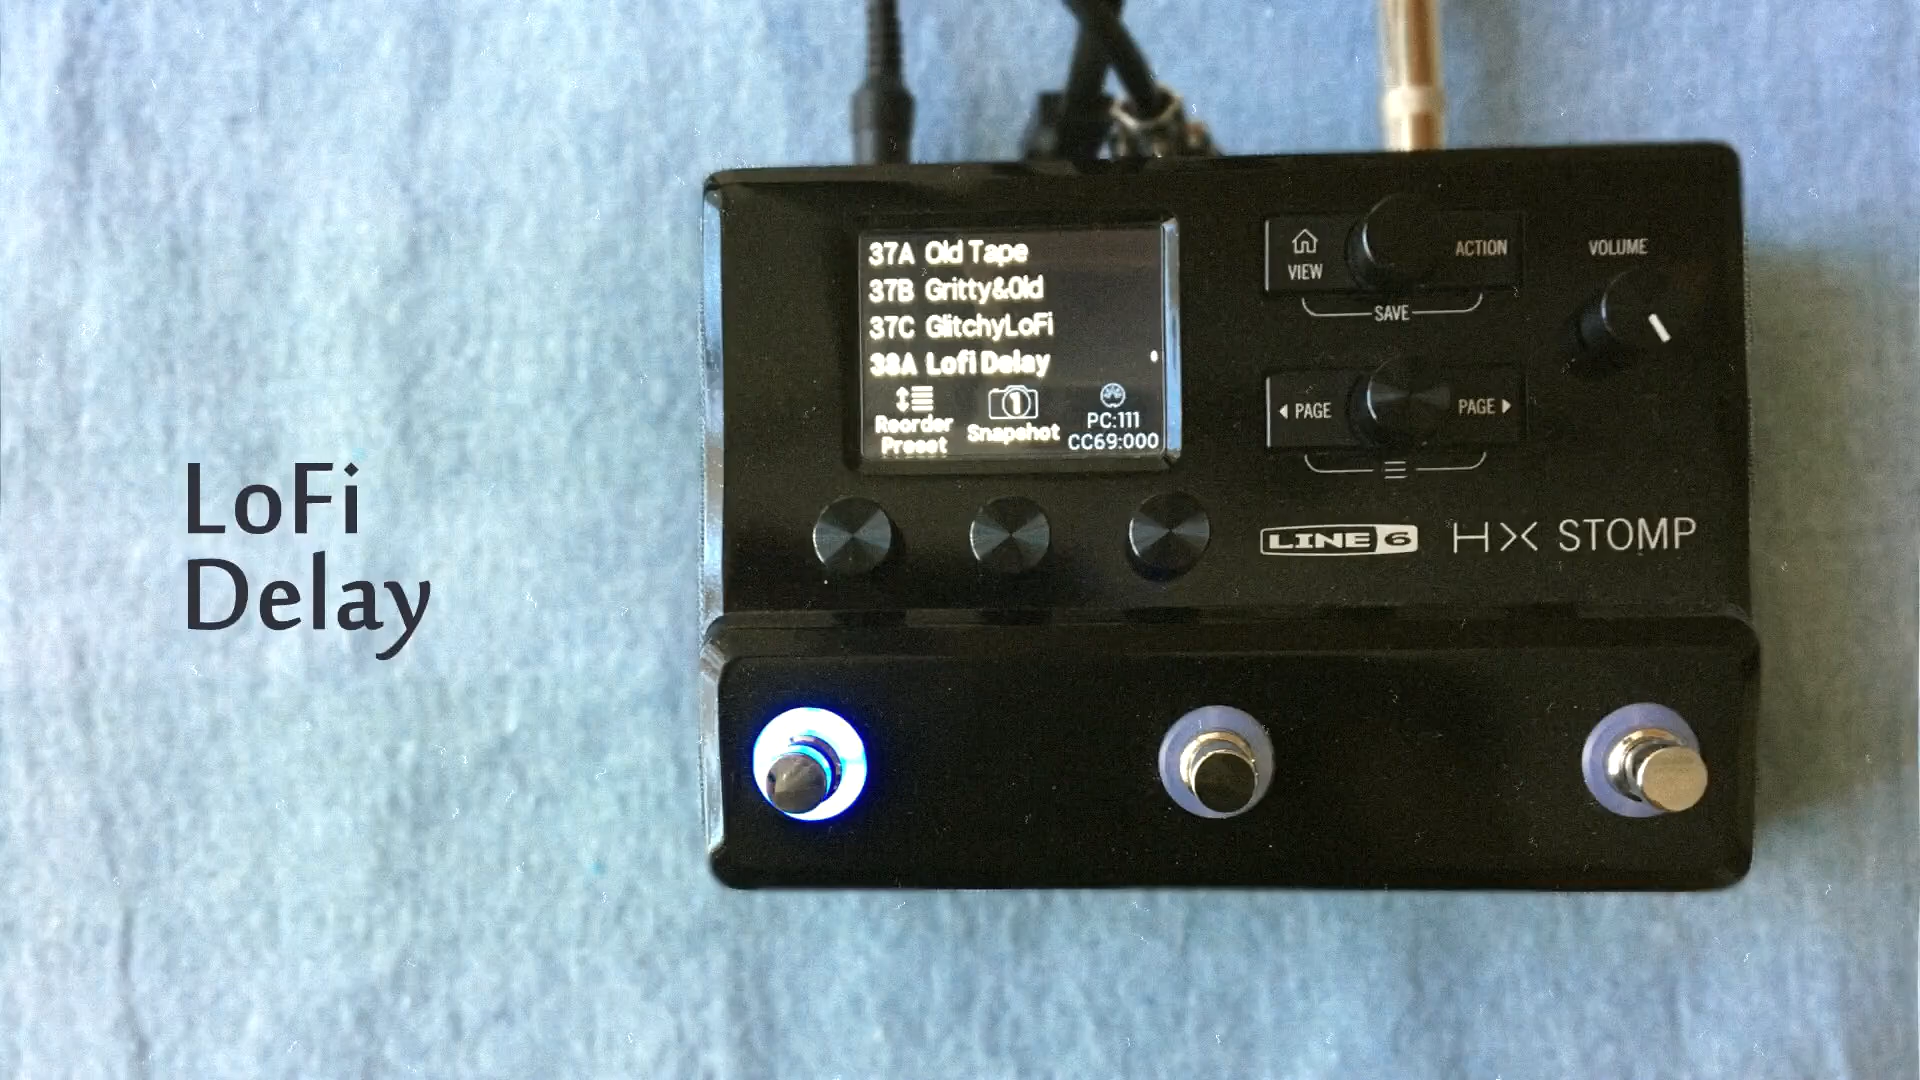 LoFi
Delay
37A Old Tape
37B Gritty&Old
37C GlitchyLoFi
38A Lofi Delay
Reorder
Preset
1
Snapshot
PC:111
CC69:000
VIEW
ACTION
SAVE
VOLUME
PAGE
PAGE
LINE 6
HX STOMP